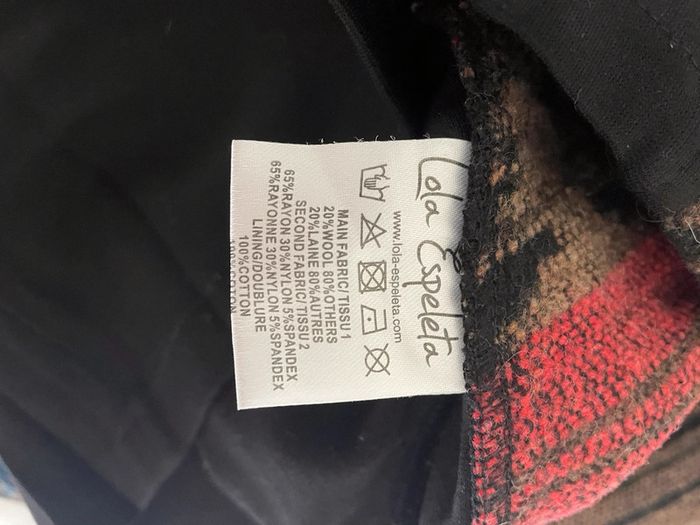 Lola Espeleta
www.lola-espeleta.com
MAIN FABRIC/TISSU 1
20%WOOL 80%OTHERS
20%LAINE 80%AUTRES
SECOND FABRIC/TISSU 2
65%RAYON 30%NYLON 5%SPANDEX
65%RAYONNE 30%NYLON 5%SPANDEX
LINING/DOUBLURE
100%COTTON
100%COTON